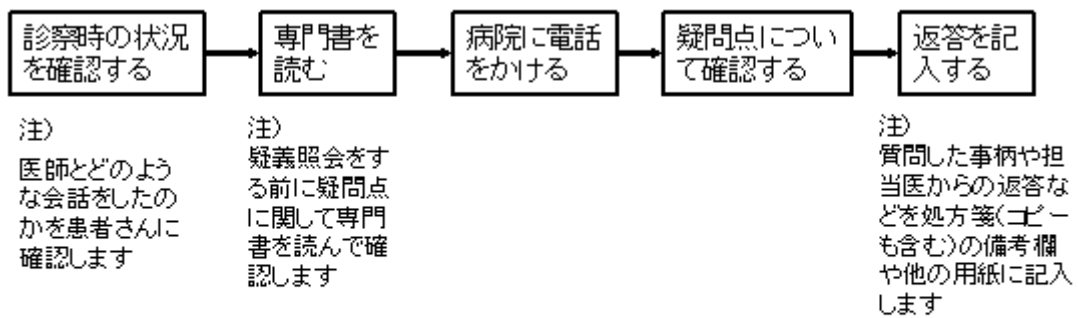 診察時の状況
を確認する
専門書を
読む
病院に電話
をかける
疑問点につい
て確認する
返答を記
入する
注)
医師とどのよう
な会話をしたの
かを患者さんに
確認します
注)
疑義照会をす
る前に疑問点
に関して専門
書を読んで確
認します
注)
質問した事柄や担
当医からの返答な
どを処方箋(コピー
も含む)の備考欄
や他の用紙に記入
します